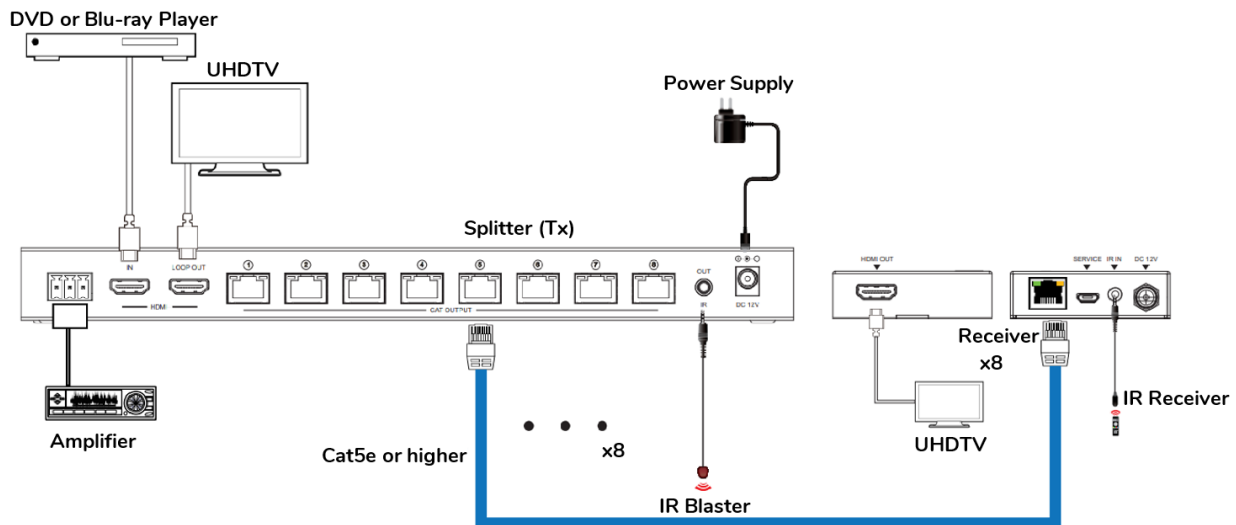 DVD or Blu-ray Player
UHDTV
Power Supply
Splitter (Tx)
IN
LOOP OUT
HDMI
① ② ③ ④ ⑤ ⑥ ⑦ ⑧
CAT OUTPUT
OUT
IR
DC 12V
HDMI OUT
SERVICE IR IN DC 12V
Receiver
x8
IR Receiver
UHDTV
Amplifier
Cat5e or higher
x8
IR Blaster